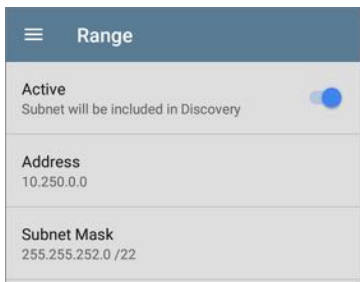 Range
Active
Subnet will be included in Discovery
Address
10.250.0.0
Subnet Mask
255.255.252.0 /22